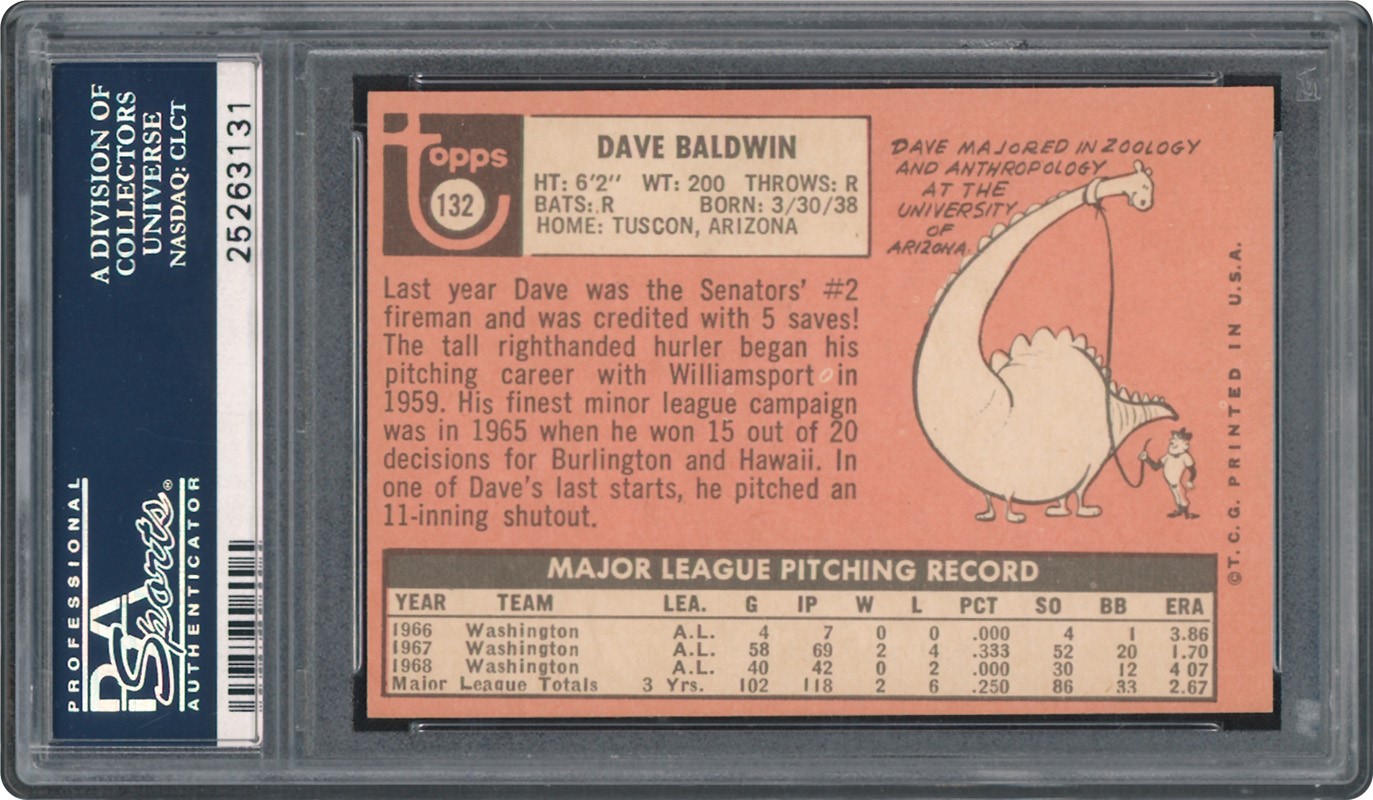 A DIVISION OF
COLLECTORS
UNIVERSE
NASDAQ: CLCT
25263131
PROFESSIONAL
PSA
Sports®
AUTHENTICATOR
topps
132
DAVE BALDWIN
HT: 6'2" WT: 200 THROWS: R
BATS: R BORN: 3/30/38
HOME: TUSCON, ARIZONA
DAVE MAJORED IN ZOOLOGY
AND ANTHROPOLOGY
AT THE
UNIVERSITY
OF
ARIZONA.
Last year Dave was the Senators' #2
fireman and was credited with 5 saves!
The tall righthanded hurler began his
pitching career with Williamsport in
1959. His finest minor league campaign
was in 1965 when he won 15 out of 20
decisions for Burlington and Hawaii. In
one of Dave's last starts, he pitched an
11-inning shutout.
©T.C.G. PRINTED IN U.S.A.
MAJOR LEAGUE PITCHING RECORD
YEAR TEAM LEA. G IP W L PCT SO BB ERA
1966 Washington A.L. 4 7 0 0 .000 4 1 3.86
1967 Washington A.L. 58 69 2 4 .333 52 20 1.70
1968 Washington A.L. 40 42 0 2 .000 30 12 4.07
Major League Totals 3 Yrs. 102 118 2 6 .250 86 33 2.67